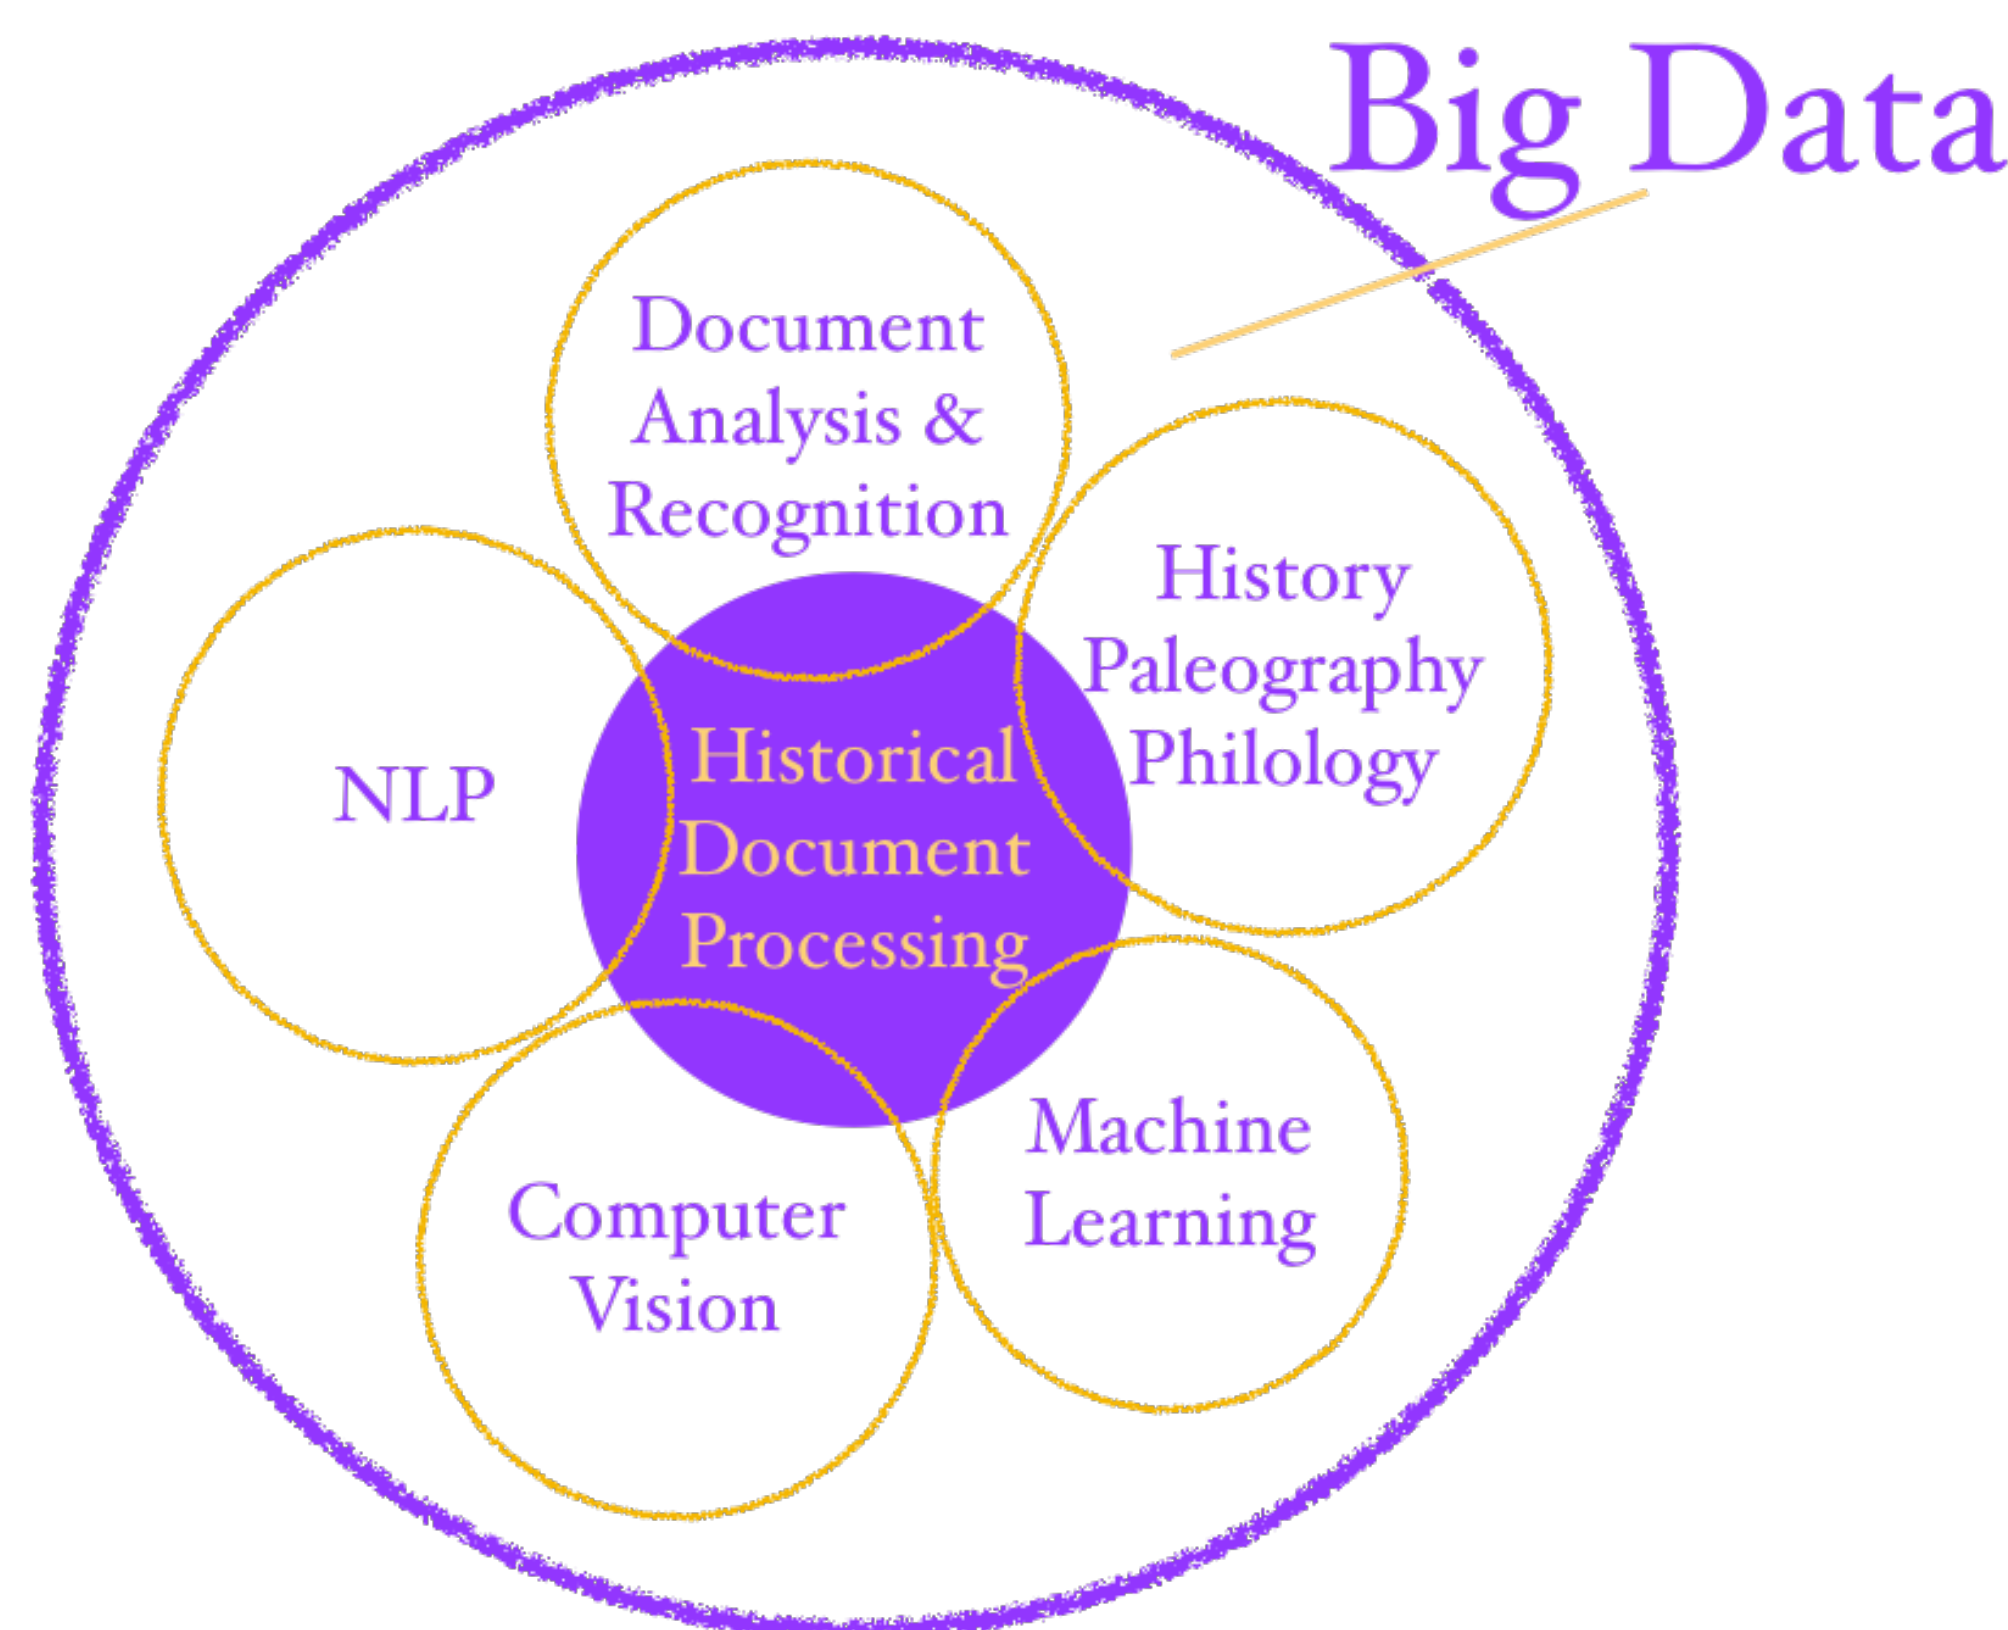 Big Data
Document
Analysis &
Recognition
History
Paleography
Philology
NLP
Historical
Document
Processing
Machine
Learning
Computer
Vision